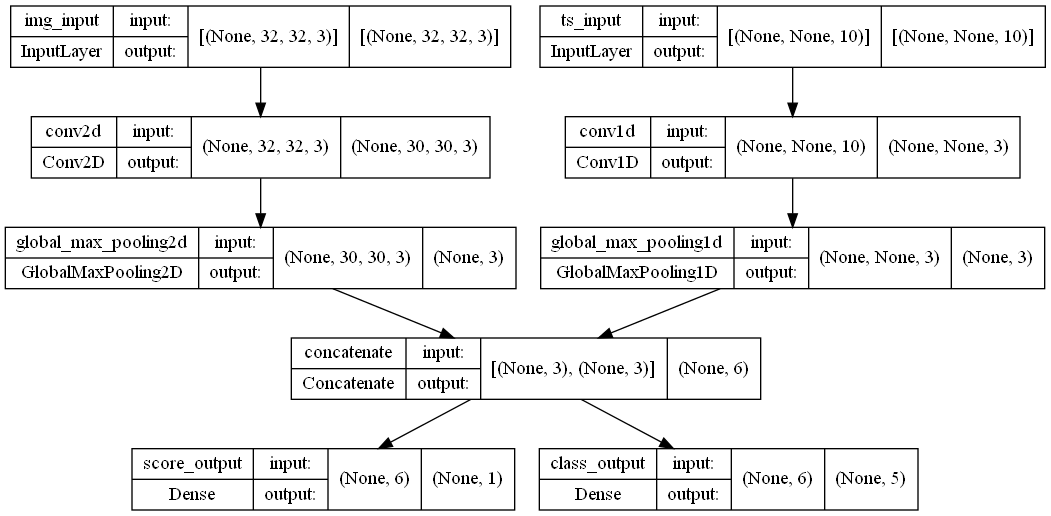 img_input input: [(None, 32, 32, 3)] [(None, 32, 32, 3)]
InputLayer output:
ts_input input: [(None, None, 10)] [(None, None, 10)]
InputLayer output:
conv2d input: (None, 32, 32, 3) (None, 30, 30, 3)
Conv2D output:
conv1d input: (None, None, 10) (None, None, 3)
Conv1D output:
global_max_pooling2d input: (None, 30, 30, 3) (None, 3)
GlobalMaxPooling2D output:
global_max_pooling1d input: (None, None, 3) (None, 3)
GlobalMaxPooling1D output:
concatenate input: [(None, 3), (None, 3)] (None, 6)
Concatenate output:
score_output input: (None, 6) (None, 1)
Dense output:
class_output input: (None, 6) (None, 5)
Dense output: